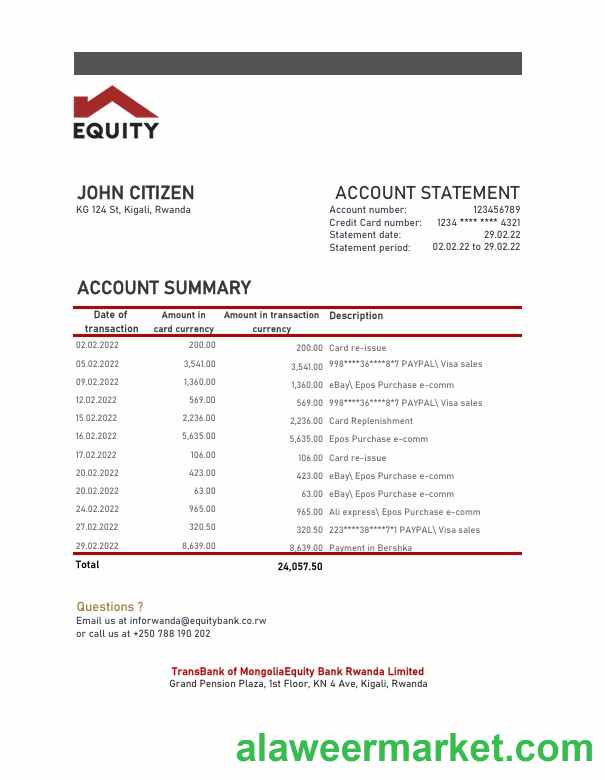 EQUITY
JOHN CITIZEN
KG 124 St, Kigali, Rwanda
ACCOUNT STATEMENT
Account number: 123456789
Credit Card number: 1234 **** **** 4321
Statement date: 29.02.22
Statement period: 02.02.22 to 29.02.22
ACCOUNT SUMMARY
Date of transaction Amount in card currency Amount in transaction currency Description
02.02.2022 200.00 200.00 Card re-issue
05.02.2022 3,541.00 3,541.00 998****36****8*7 PAYPAL\ Visa sales
09.02.2022 1,360.00 1,360.00 eBay\ Epos Purchase e-comm
12.02.2022 569.00 569.00 998****36****8*7 PAYPAL\ Visa sales
15.02.2022 2,236.00 2,236.00 Card Replenishment
16.02.2022 5,635.00 5,635.00 Epos Purchase e-comm
17.02.2022 106.00 106.00 Card re-issue
20.02.2022 423.00 423.00 eBay\ Epos Purchase e-comm
20.02.2022 63.00 63.00 eBay\ Epos Purchase e-comm
24.02.2022 965.00 965.00 Ali express\ Epos Purchase e-comm
27.02.2022 320.50 320.50 223****38****7*1 PAYPAL\ Visa sales
29.02.2022 8,639.00 8,639.00 Payment in Bershka
Total 24,057.50
Questions ?
Email us at inforwanda@equitybank.co.rw
or call us at +250 788 190 202
TransBank of MongoliaEquity Bank Rwanda Limited
Grand Pension Plaza, 1st Floor, KN 4 Ave, Kigali, Rwanda
alaweermarket.com